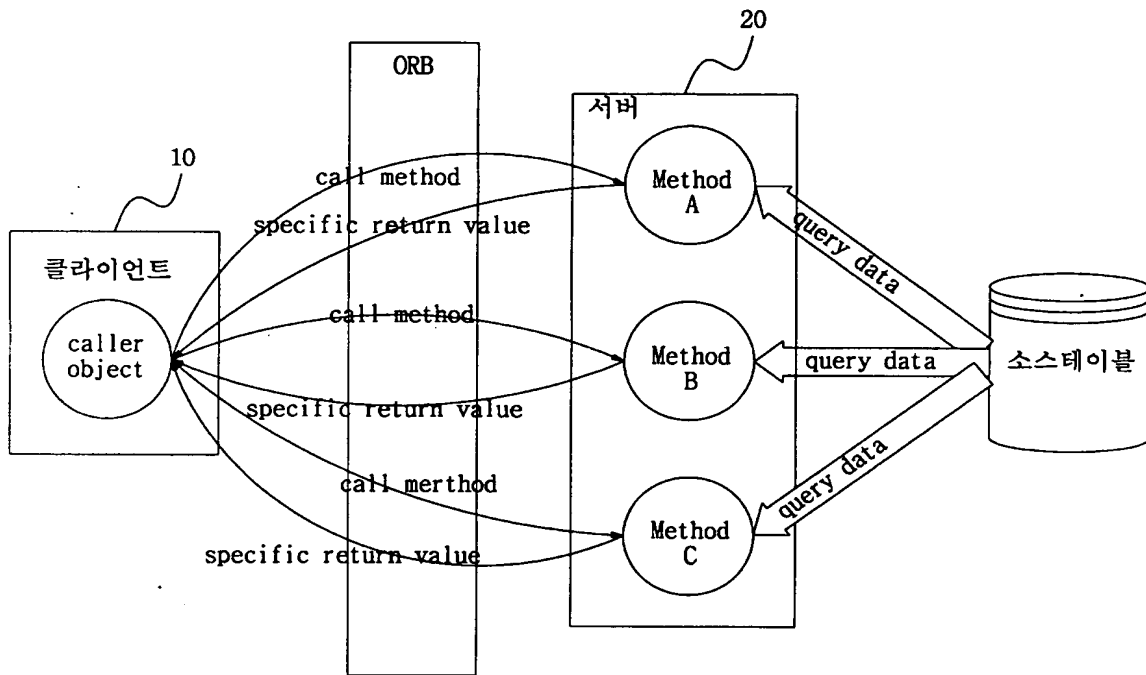 20
ORB
서버
10
call method
Method
A
specific return value
query data
클라이언트
call method
caller
object
Method
B
query data
소스테이블
specific return value
call merthod
query data
Method
C
specific return value